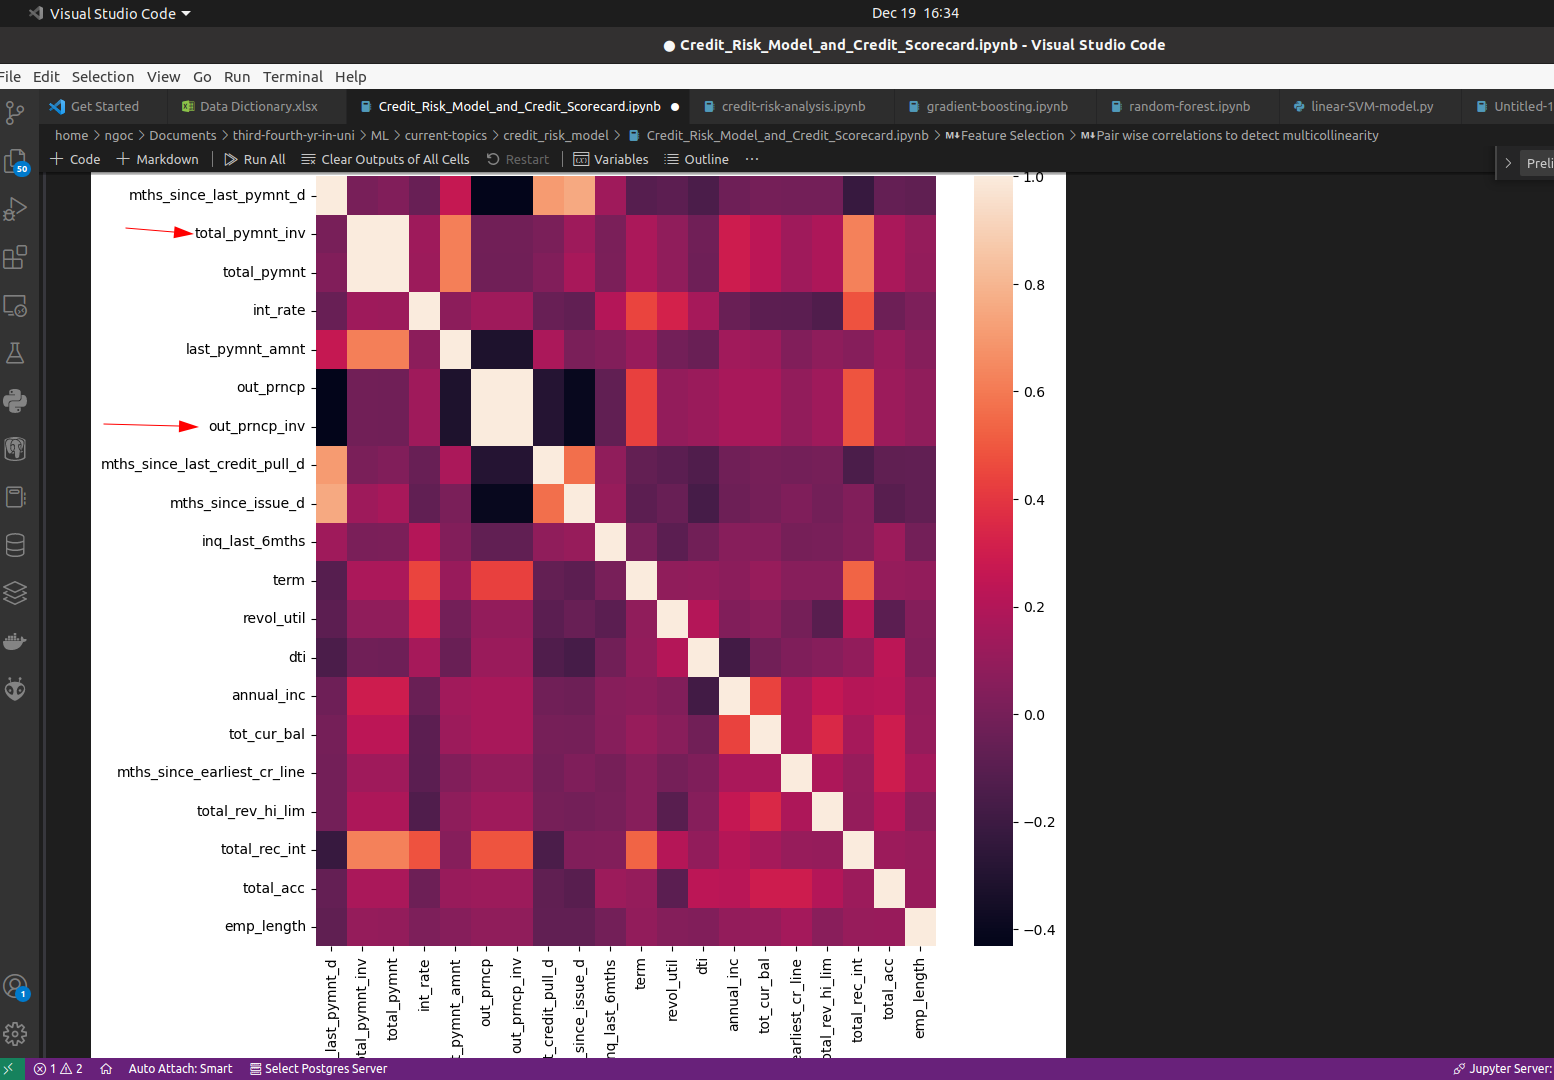 Visual Studio Code
Dec 19 16:34
Credit_Risk_Model_and_Credit_Scorecard.ipynb - Visual Studio Code
File Edit Selection View Go Run Terminal Help
Get Started Data Dictionary.xlsx Credit_Risk_Model_and_Credit_Scorecard.ipynb credit-risk-analysis.ipynb gradient-boosting.ipynb random-forest.ipynb linear-SVM-model.py Untitled-1
home > ngoc > Documents > third-fourth-yr-in-uni > ML > current-topics > credit_risk_model > Credit_Risk_Model_and_Credit_Scorecard.ipynb > M↓Feature Selection > M↓Pair wise correlations to detect multicollinearity
+ Code + Markdown Run All Clear Outputs of All Cells Restart Variables Outline ...
Preli
50
mths_since_last_pymnt_d
total_pymnt_inv
total_pymnt
int_rate
last_pymnt_amnt
out_prncp
out_prncp_inv
mths_since_last_credit_pull_d
mths_since_issue_d
inq_last_6mths
term
revol_util
dti
annual_inc
tot_cur_bal
mths_since_earliest_cr_line
total_rev_hi_lim
total_rec_int
total_acc
emp_length
1.0
0.8
0.6
0.4
0.2
0.0
−0.2
−0.4
_last_pymnt_d
otal_pymnt_inv
total_pymnt
int_rate
t_pymnt_amnt
out_prncp
out_prncp_inv
t_credit_pull_d
_since_issue_d
nq_last_6mths
term
revol_util
dti
annual_inc
tot_cur_bal
earliest_cr_line
otal_rev_hi_lim
total_rec_int
total_acc
emp_length
1
1 2 Auto Attach: Smart Select Postgres Server Jupyter Server: